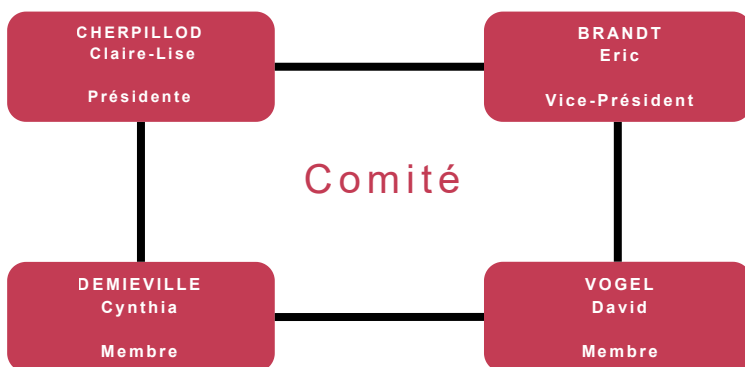 CHERPILLOD
Claire-Lise
Présidente
BRANDT
Eric
Vice-Président
Comité
DEMIEVILLE
Cynthia
Membre
VOGEL
David
Membre